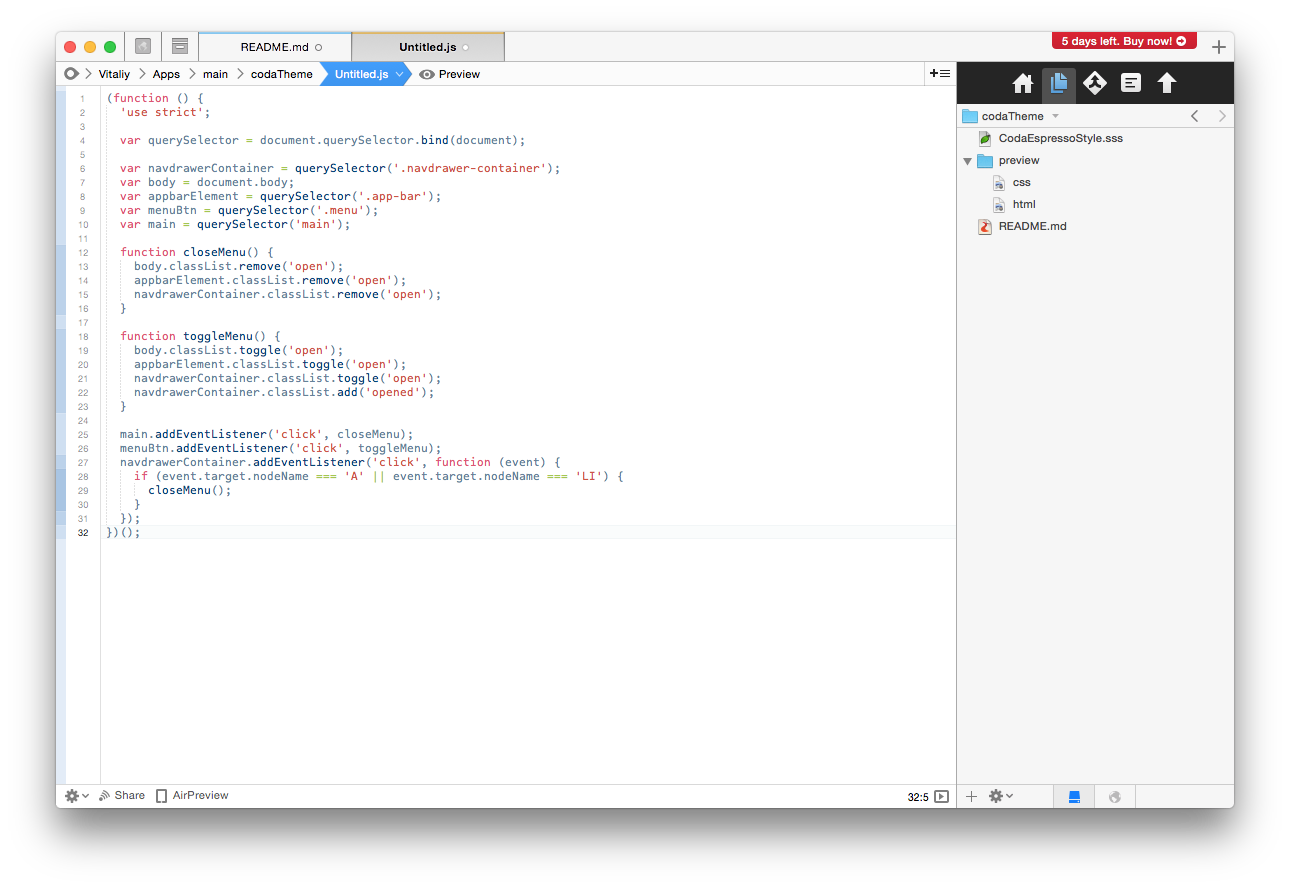 README.md
Untitled.js
5 days left. Buy now!
Vitaliy Apps main codaTheme Untitled.js Preview
1 (function () {
2   'use strict';
3
4   var querySelector = document.querySelector.bind(document);
5
6   var navdrawerContainer = querySelector('.navdrawer-container');
7   var body = document.body;
8   var appbarElement = querySelector('.app-bar');
9   var menuBtn = querySelector('.menu');
10   var main = querySelector('main');
11
12   function closeMenu() {
13     body.classList.remove('open');
14     appbarElement.classList.remove('open');
15     navdrawerContainer.classList.remove('open');
16   }
17
18   function toggleMenu() {
19     body.classList.toggle('open');
20     appbarElement.classList.toggle('open');
21     navdrawerContainer.classList.toggle('open');
22     navdrawerContainer.classList.add('opened');
23   }
24
25   main.addEventListener('click', closeMenu);
26   menuBtn.addEventListener('click', toggleMenu);
27   navdrawerContainer.addEventListener('click', function (event) {
28     if (event.target.nodeName === 'A' || event.target.nodeName === 'LI') {
29       closeMenu();
30     }
31   });
32 })();
codaTheme
CodaEspressoStyle.sss
preview
css
html
README.md
Share AirPreview
32:5